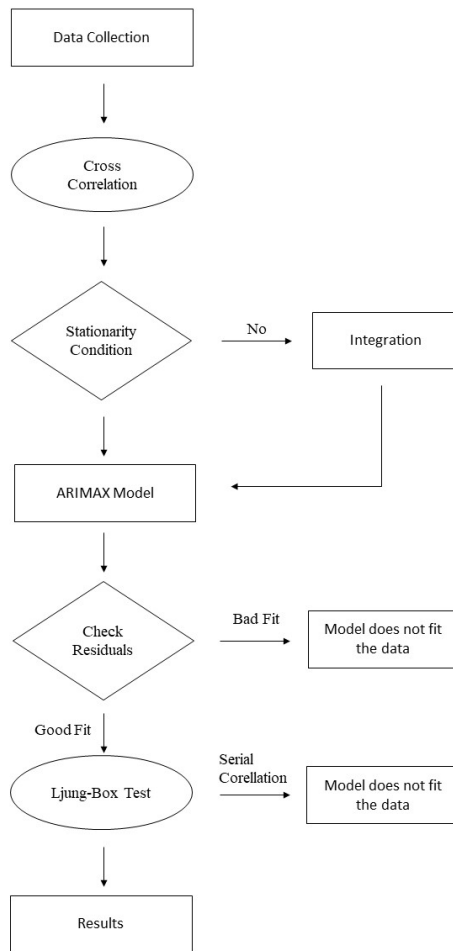 Data Collection
Cross
Correlation
Stationarity
Condition
No
Integration
ARIMAX Model
Check
Residuals
Bad Fit
Model does not fit
the data
Good Fit
Ljung-Box Test
Serial
Corellation
Model does not fit
the data
Results